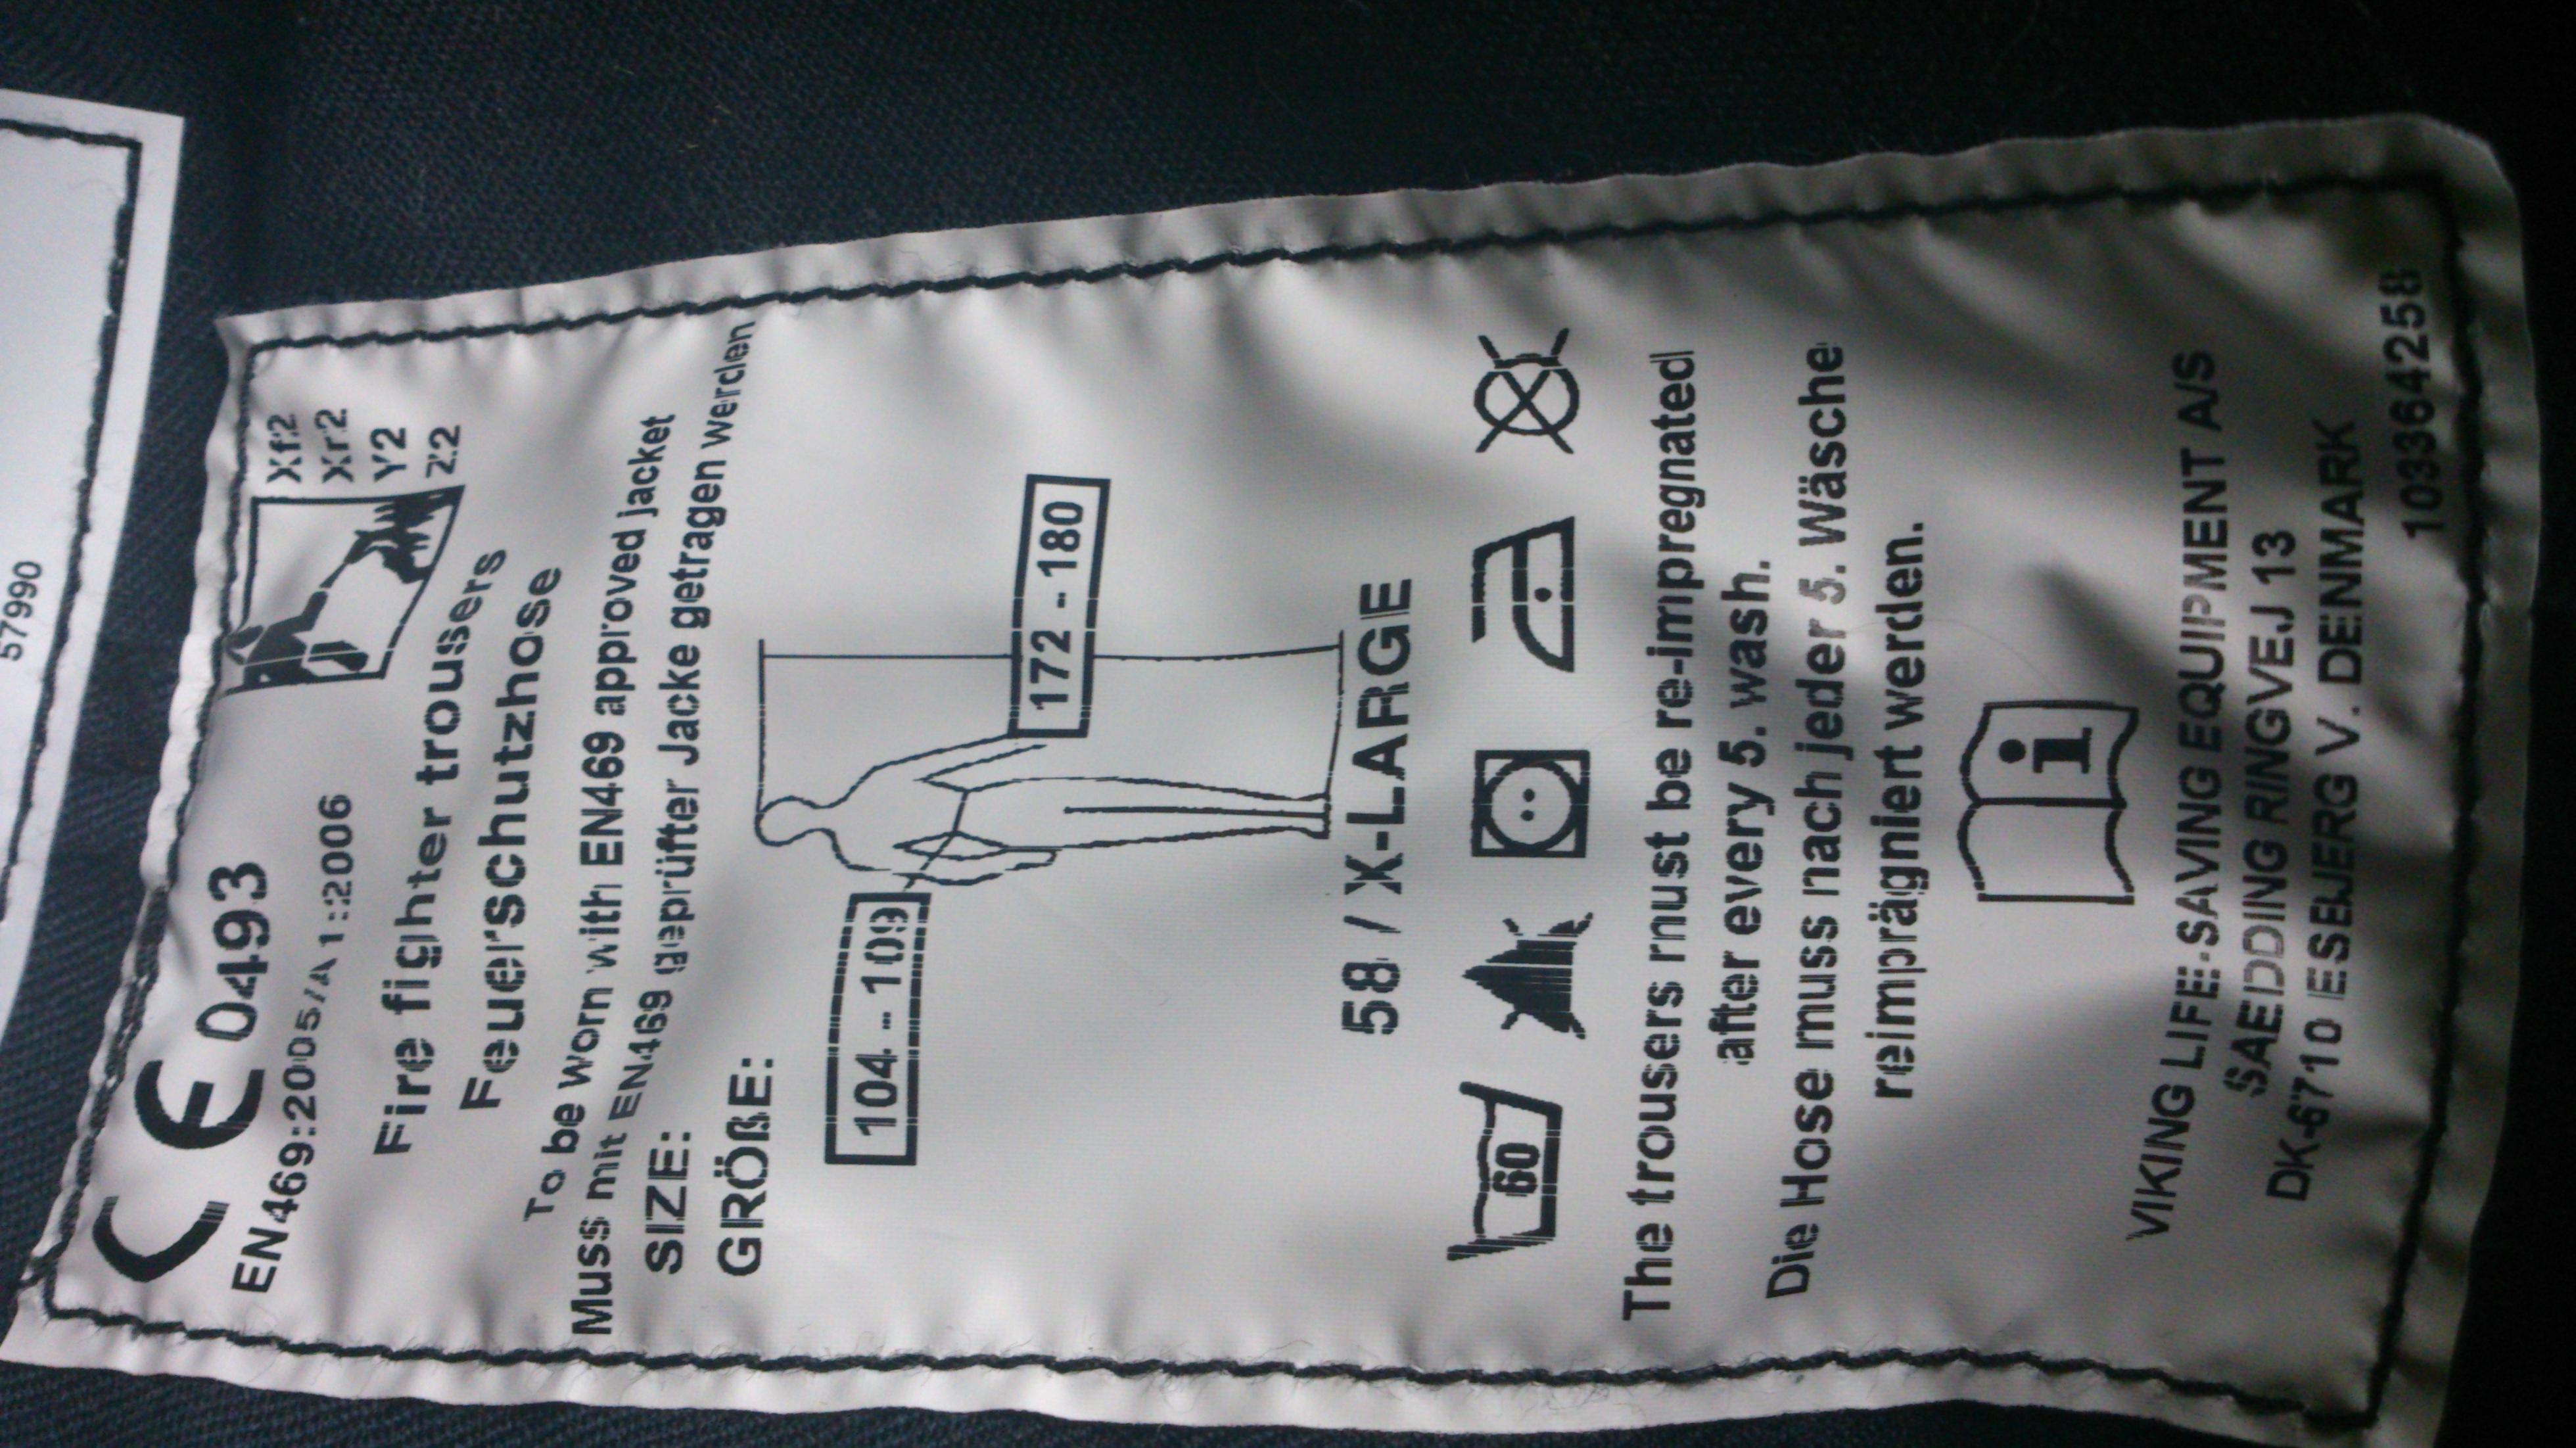 57990
CE 0493
EN469:2005/A1:2006
Xf2
Xr2
Y2
Z2
Fire fighter trousers
Feuerschutzhose
To be worn with EN469 approved jacket
Muss mit EN469 geprüfter Jacke getragen werden
SIZE:
GRÖßE:
104 - 109
172 - 180
58 / X-LARGE
60
The trousers must be re-impregnated
after every 5. wash.
Die Hose muss nach jeder 5. Wäsche
reimprägniert werden.
i
VIKING LIFE-SAVING EQUIPMENT A/S
SAEDDING RINGVEJ 13
DK-6710 ESBJERG V. DENMARK
103364258